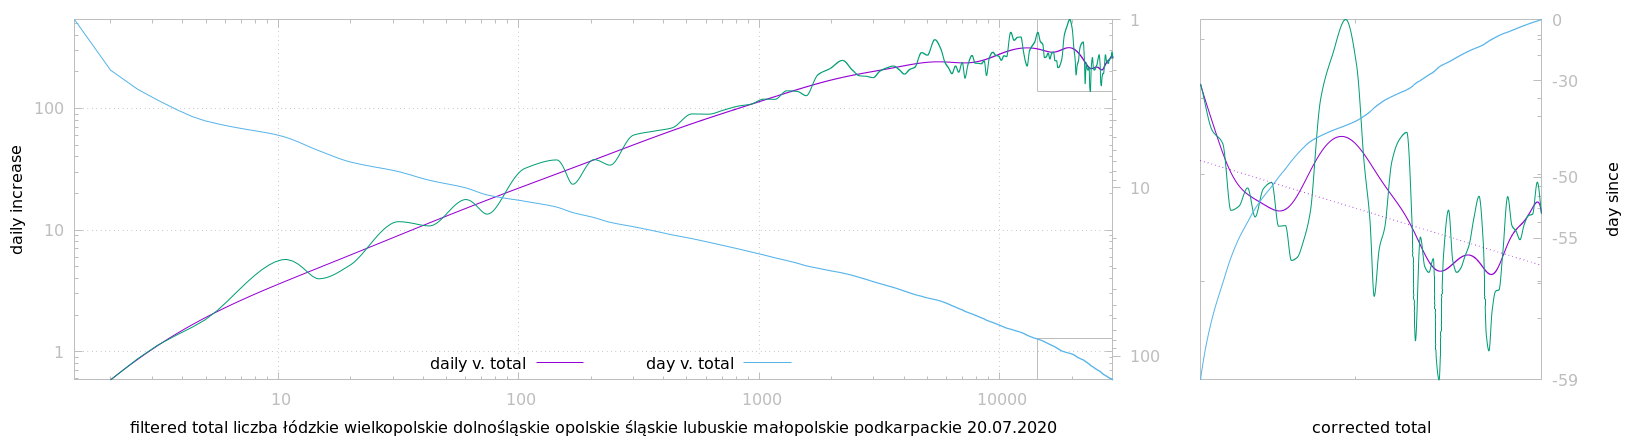 1
0
100
-30
daily increase
day since
10
-50
10
-55
1
daily v. total
day v. total
100
-59
10
100
1000
10000
filtered total liczba łódzkie wielkopolskie dolnośląskie opolskie śląskie lubuskie małopolskie podkarpackie 20.07.2020
corrected total